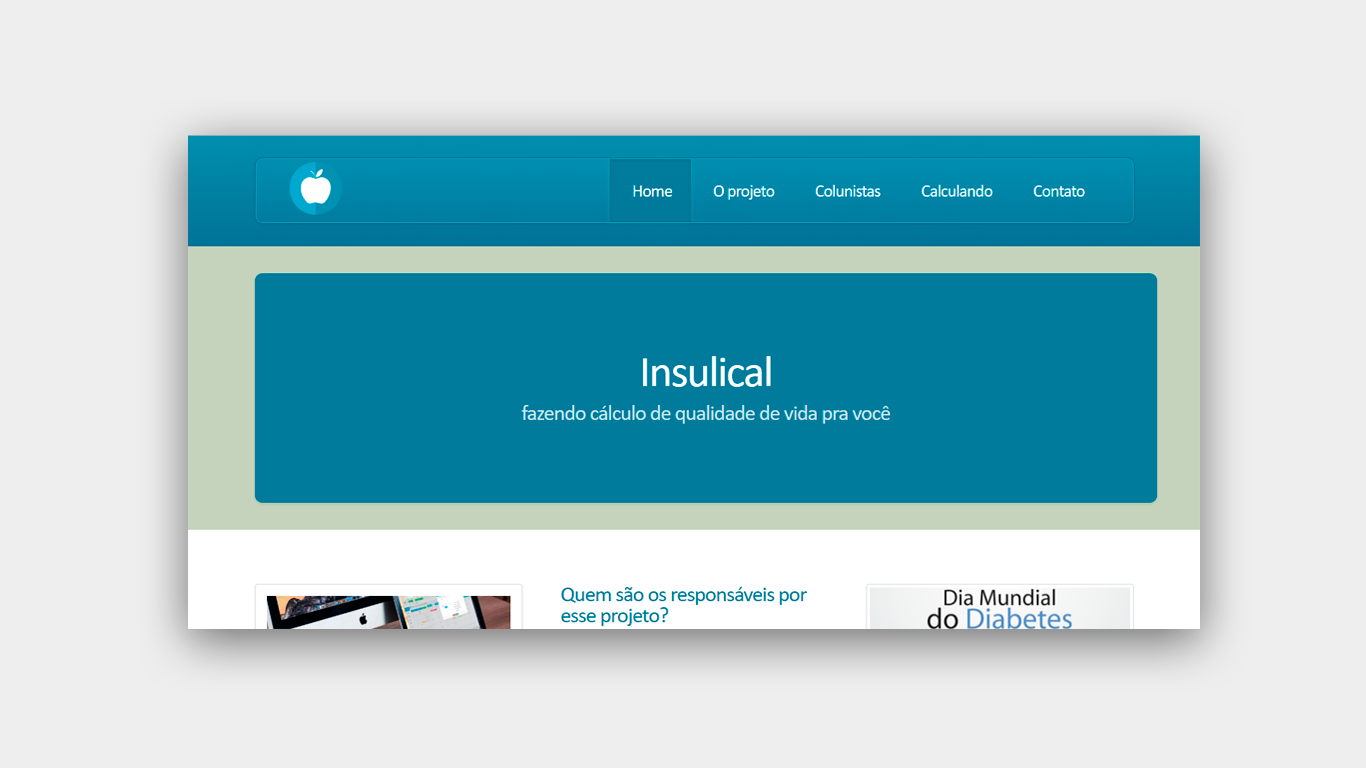 Home
O projeto
Colunistas
Calculando
Contato
Insulical
fazendo cálculo de qualidade de vida pra você
Quem são os responsáveis por
esse projeto?
Dia Mundial
do Diabetes